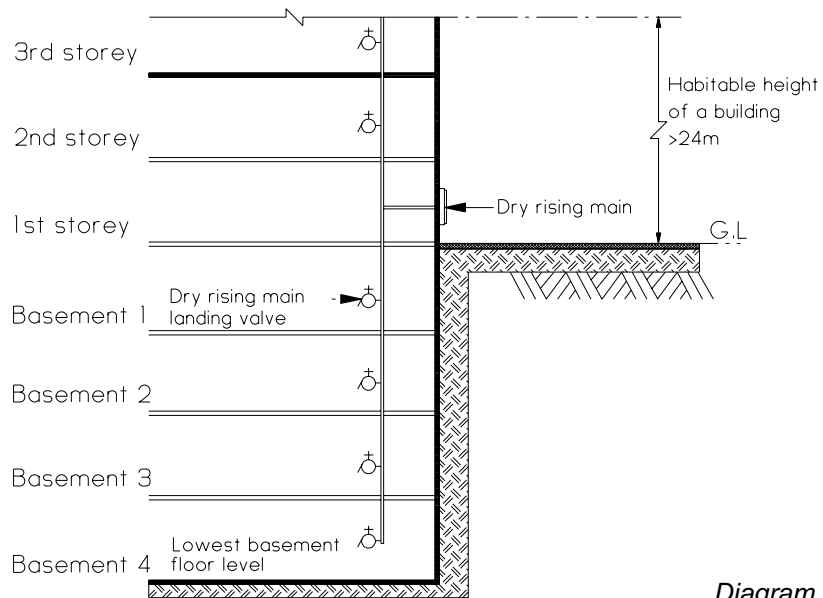 3rd storey
Habitable height
of a building
>24m
2nd storey
Dry rising main
1st storey
G.L
Dry rising main
landing valve
Basement 1
Basement 2
Basement 3
Lowest basement
floor level
Basement 4
Diagram